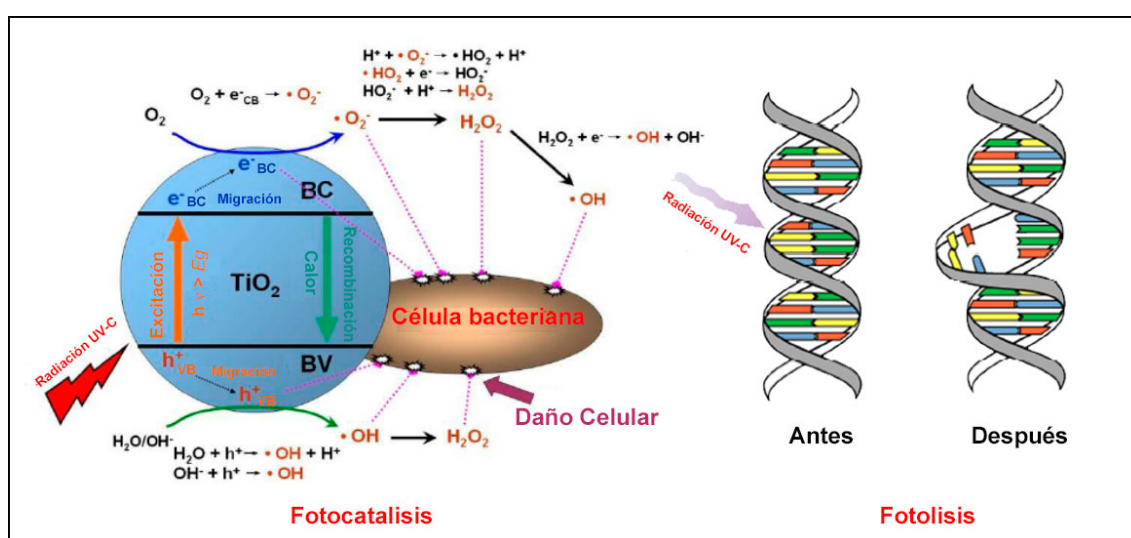 H⁺ + • O₂⁻ → • HO₂ + H⁺
• HO₂ + e⁻ → HO₂⁻
HO₂⁻ + H⁺ → H₂O₂
O₂ + e⁻CB → • O₂⁻
O₂
• O₂⁻
H₂O₂
H₂O₂ + e⁻ → • OH + OH⁻
• OH
e⁻ BC
e⁻ BC
Migración
BC
Excitación
h ν > Eg
TiO₂
Calor
Recombinación
Célula bacteriana
Radiación UV-C
h⁺VB
Migración
h⁺VB
BV
Daño Celular
H₂O/OH⁻
• OH
H₂O₂
H₂O + h⁺ → • OH + H⁺
OH⁻ + h⁺ → • OH
Fotocatalisis
Radiación UV-C
Antes
Después
Fotolisis